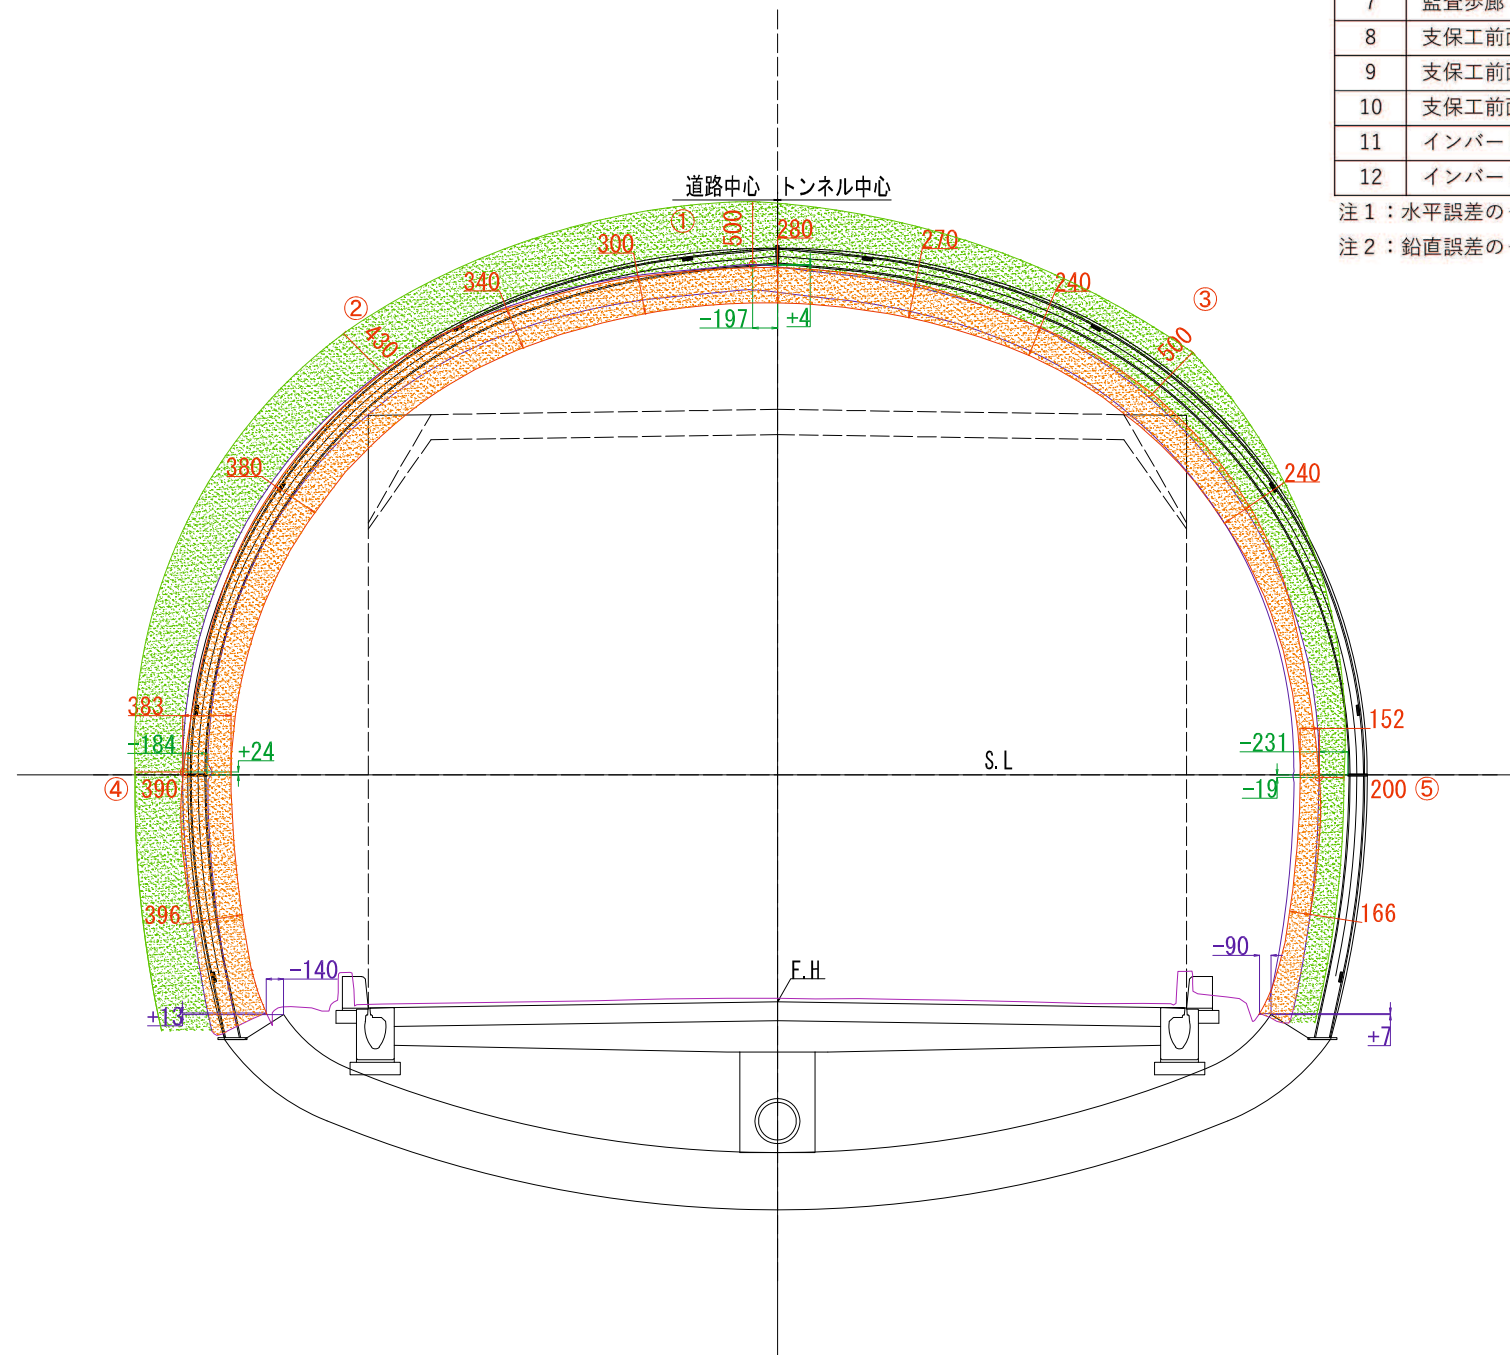 7 監査歩廊
8 支保工前面
9 支保工前面
10 支保工前面
11 インバー
12 インバー
注1：水平誤差の
注2：鉛直誤差の
道路中心 トンネル中心
① 500 280
300 270
340 240
② 430
③ 500
-197 +4
380 240
383 152
-184 +24 -231
S.L
④ 390 -19 200 ⑤
396 166
-140 F.H -90
+13 +7